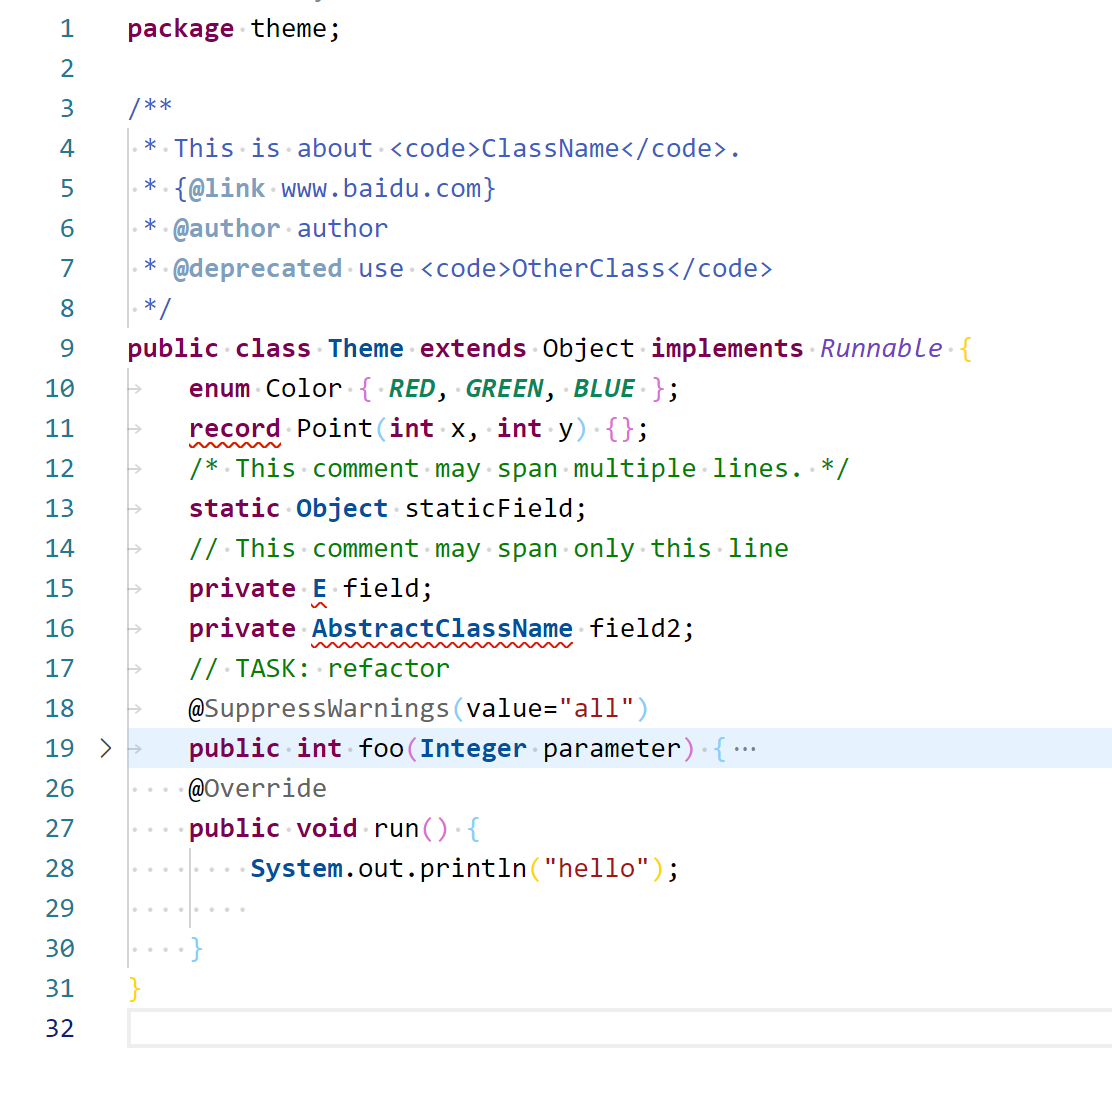 1 package theme;
2
3 /**
4  * This is about <code>ClassName</code>.
5  * {@link www.baidu.com}
6  * @author author
7  * @deprecated use <code>OtherClass</code>
8  */
9 public class Theme extends Object implements Runnable {
10     enum Color { RED, GREEN, BLUE };
11     record Point(int x, int y) {};
12     /* This comment may span multiple lines. */
13     static Object staticField;
14     // This comment may span only this line
15     private E field;
16     private AbstractClassName field2;
17     // TASK: refactor
18     @SuppressWarnings(value="all")
19     public int foo(Integer parameter) { ···
26     @Override
27     public void run() {
28         System.out.println("hello");
29
30     }
31 }
32